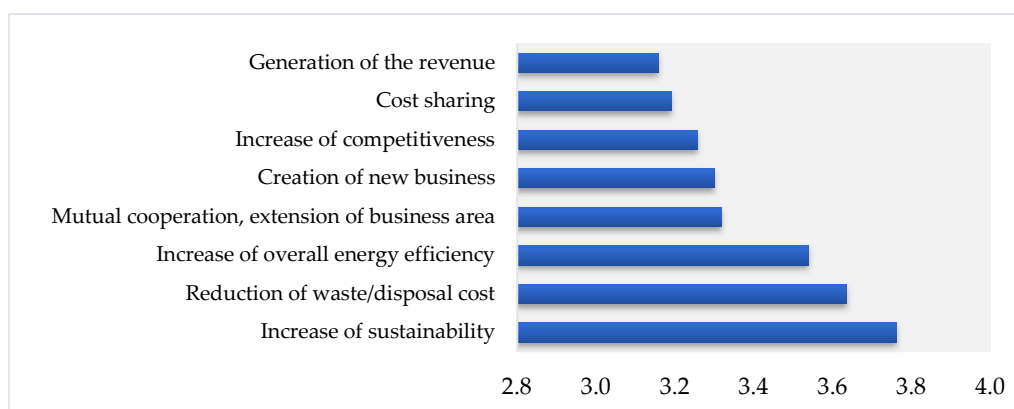 Generation of the revenue
Cost sharing
Increase of competitiveness
Creation of new business
Mutual cooperation, extension of business area
Increase of overall energy efficiency
Reduction of waste/disposal cost
Increase of sustainability
2.8 3.0 3.2 3.4 3.6 3.8 4.0